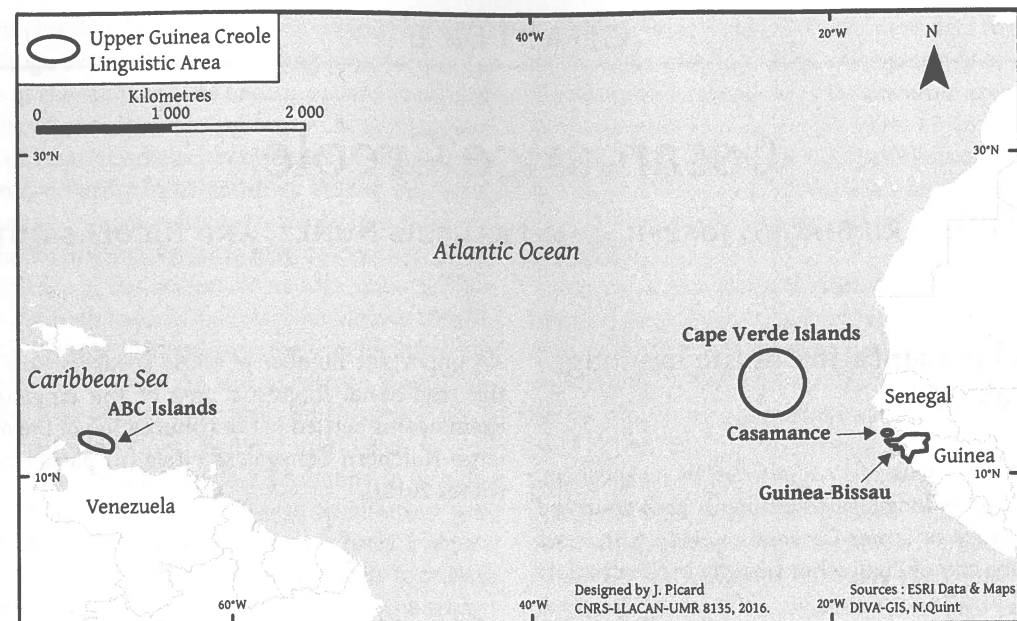 Upper Guinea Creole
Linguistic Area
Kilometres
0 1 000 2 000
40°W
20°W
N
30°N
30°N
Atlantic Ocean
Cape Verde Islands
Caribbean Sea
ABC Islands
Senegal
Casamance
Guinea
10°N
10°N
Guinea-Bissau
Venezuela
60°W
40°W
20°W
Designed by J. Picard
CNRS-LLACAN-UMR 8135, 2016.
Sources : ESRI Data & Maps
DIVA-GIS, N.Quint